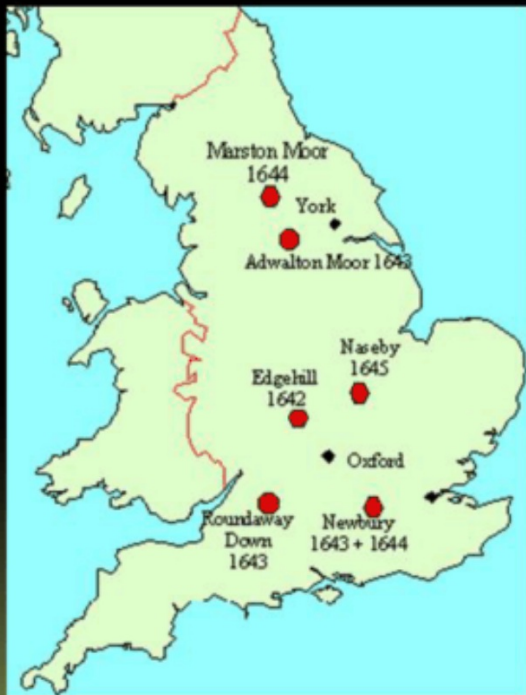 Marston Moor
1644
York
Adwalton Moor 1643
Naseby
1645
Edgehill
1642
Oxford
Roundaway
Down
1643
Newbury
1643 + 1644